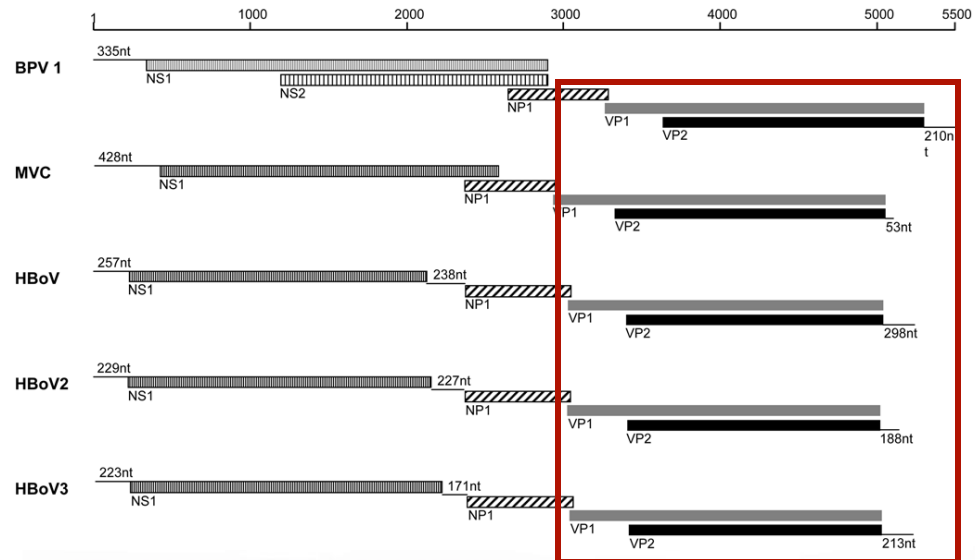 1 1000 2000 3000 4000 5000 5500
BPV 1
335nt
NS1
NS2
NP1
VP1
VP2
210n
t
MVC
428nt
NS1
NP1
VP1
VP2
53nt
HBoV
257nt
NS1
238nt
NP1
VP1
VP2
298nt
HBoV2
229nt
NS1
227nt
NP1
VP1
VP2
188nt
HBoV3
223nt
NS1
171nt
NP1
VP1
VP2
213nt